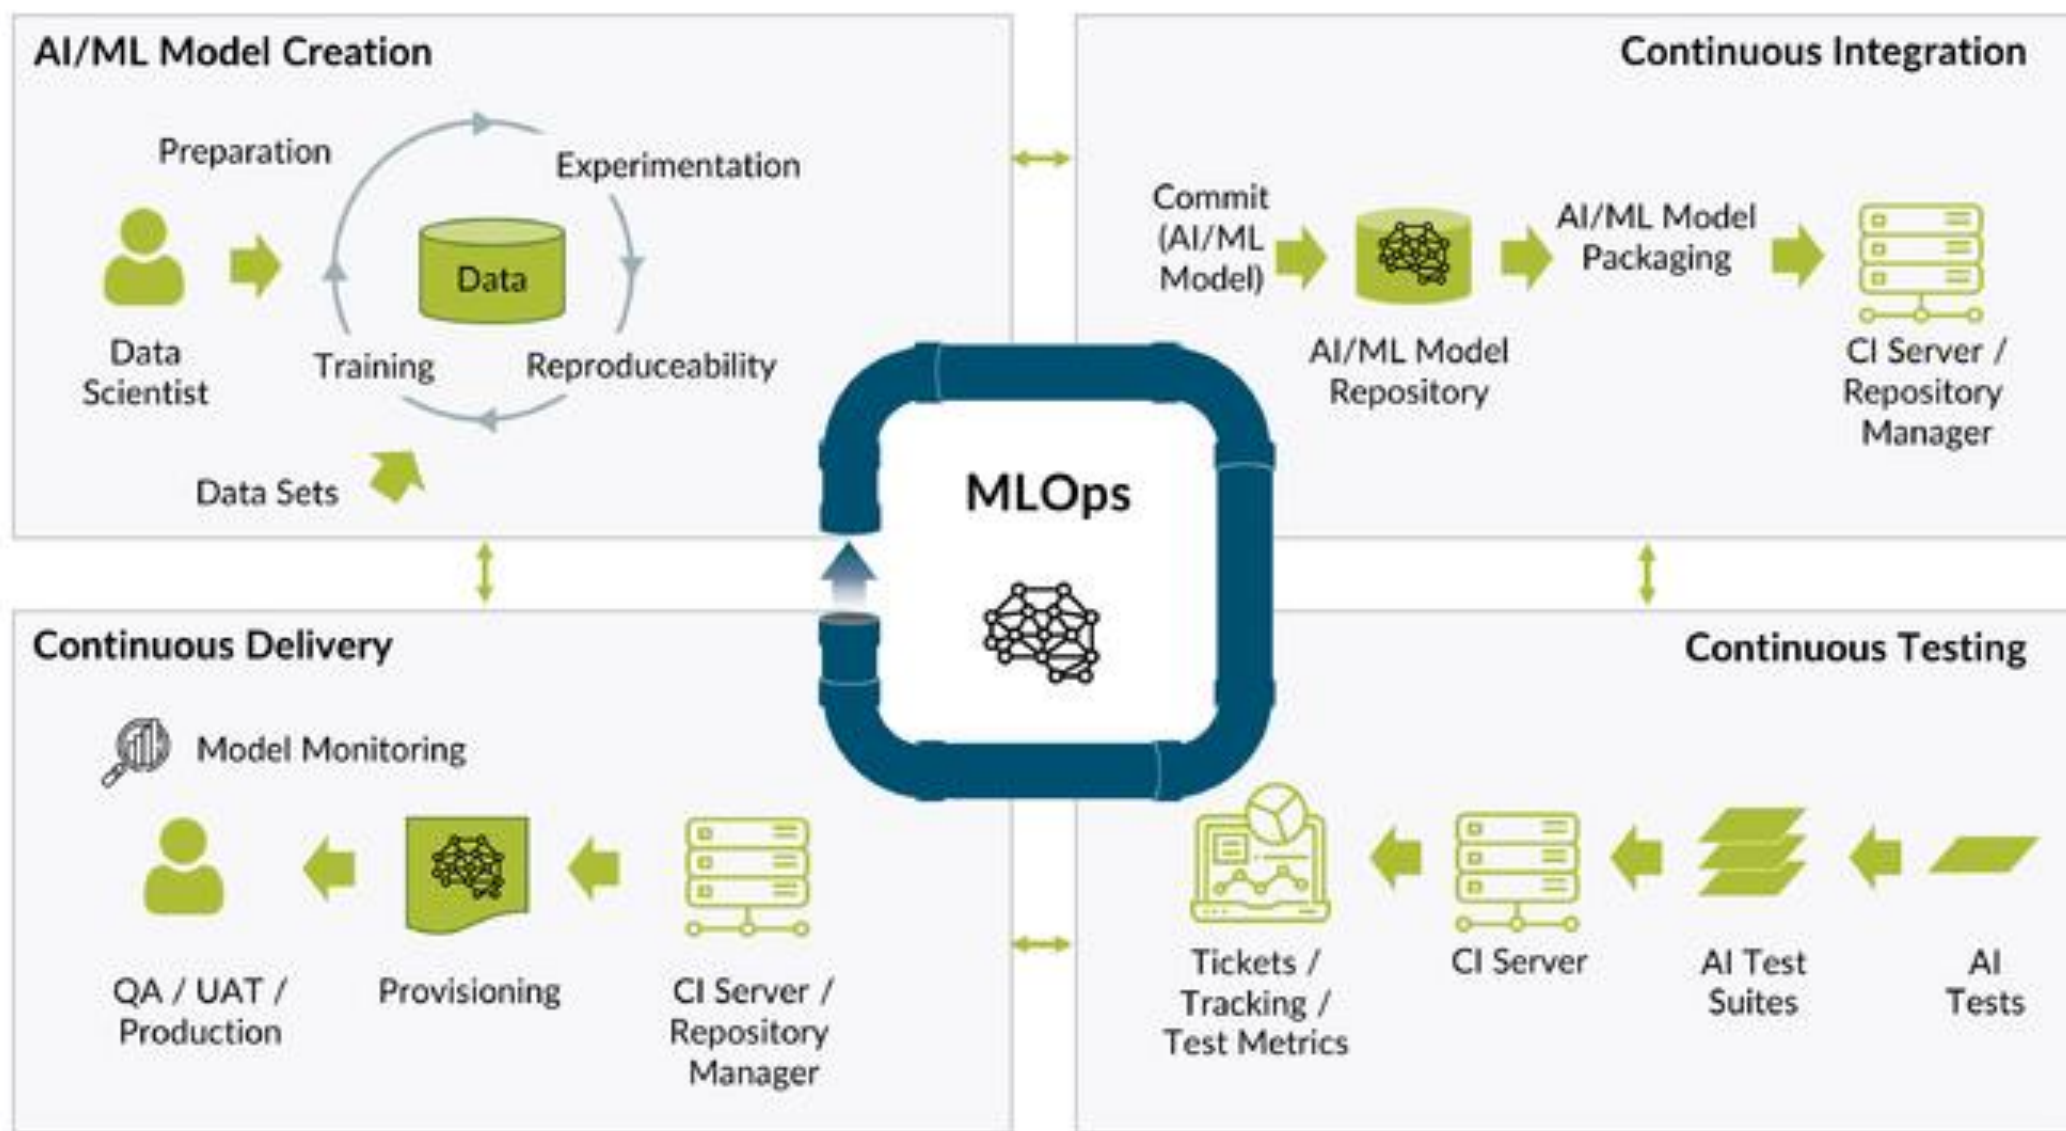 AI/ML Model Creation
Preparation
Experimentation
Data
Data
Scientist
Training
Reproduceability
Data Sets
Continuous Integration
Commit
(AI/ML
Model)
AI/ML Model
Repository
AI/ML Model
Packaging
CI Server /
Repository
Manager
MLOps
Continuous Delivery
Model Monitoring
QA / UAT /
Production
Provisioning
CI Server /
Repository
Manager
Continuous Testing
Tickets /
Tracking /
Test Metrics
CI Server
AI Test
Suites
AI
Tests